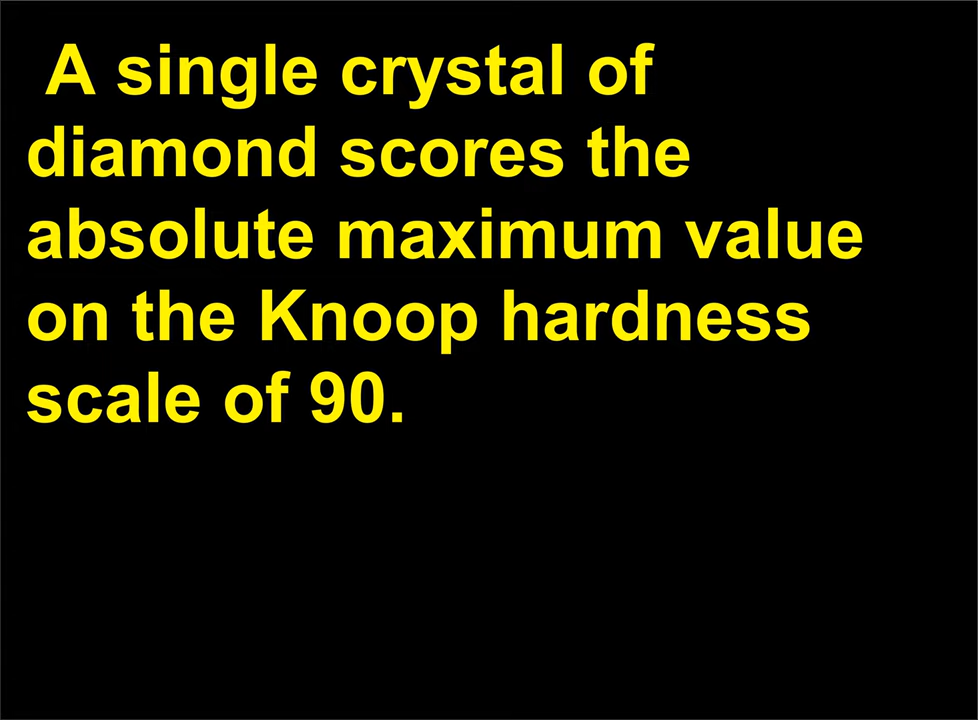 A single crystal of
diamond scores the
absolute maximum value
on the Knoop hardness
scale of 90.